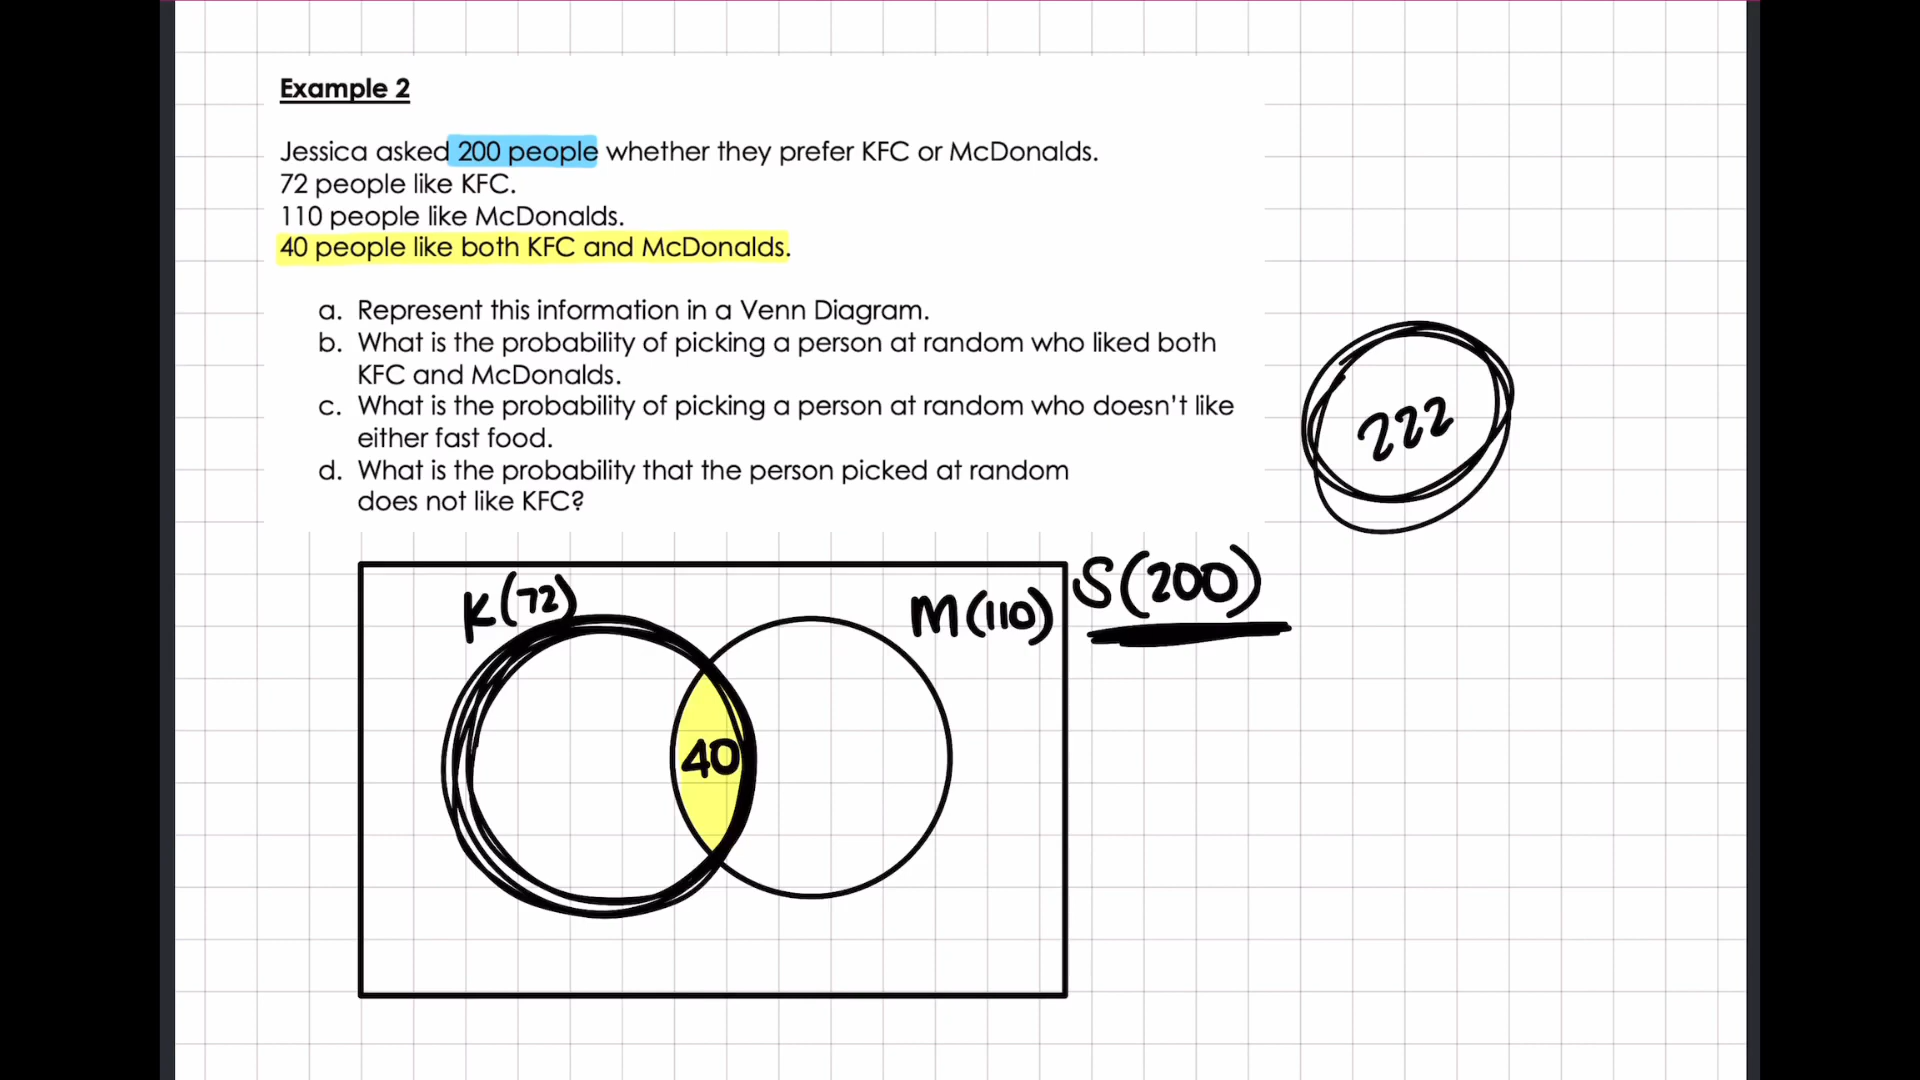 Example 2
Jessica asked 200 people whether they prefer KFC or McDonalds.
72 people like KFC.
110 people like McDonalds.
40 people like both KFC and McDonalds.
a. Represent this information in a Venn Diagram.
b. What is the probability of picking a person at random who liked both
KFC and McDonalds.
c. What is the probability of picking a person at random who doesn't like
either fast food.
d. What is the probability that the person picked at random
does not like KFC?
222
K(72)
M(110)
S(200)
40